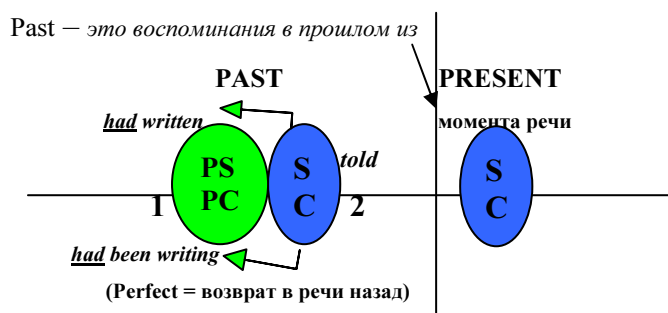 Past – это воспоминания в прошлом из
PAST
PRESENT
had written
момента речи
PS
PC
S
C
told
S
C
1
2
had been writing
(Perfect = возврат в речи назад)